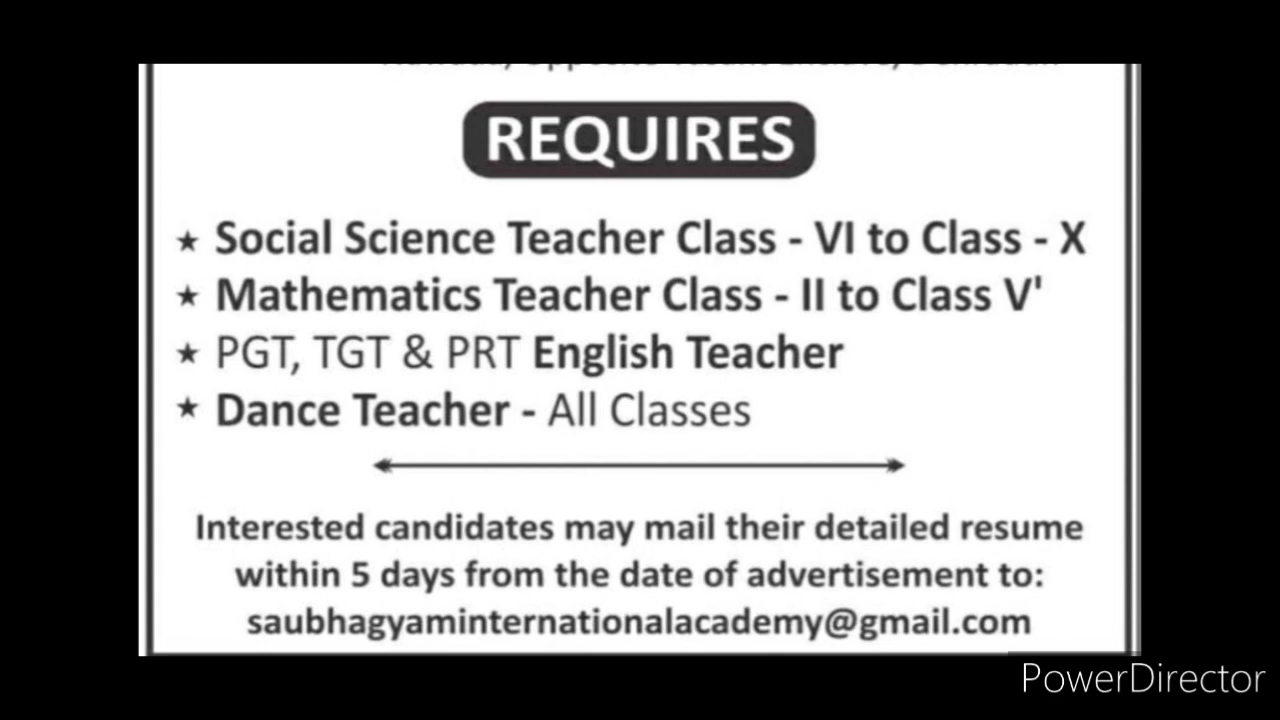 REQUIRES
★ Social Science Teacher Class - VI to Class - X
★ Mathematics Teacher Class - II to Class V'
★ PGT, TGT & PRT English Teacher
★ Dance Teacher - All Classes
Interested candidates may mail their detailed resume
within 5 days from the date of advertisement to:
saubhagyaminternationalacademy@gmail.com
PowerDirector